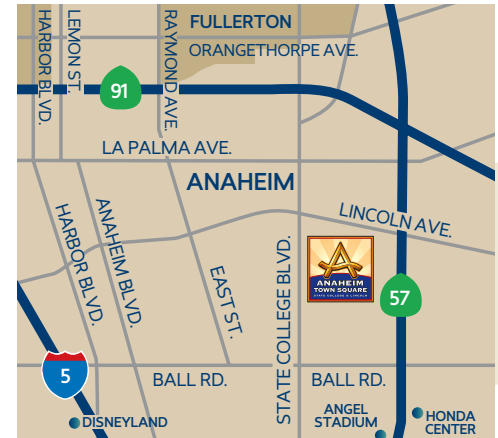 FULLERTON
ORANGETHORPE AVE.
HARBOR BLVD.
LEMON ST.
RAYMOND AVE.
91
LA PALMA AVE.
ANAHEIM
LINCOLN AVE.
HARBOR BLVD.
ANAHEIM BLVD.
EAST ST.
STATE COLLEGE BLVD.
ANAHEIM
TOWN SQUARE
STATE COLLEGE & LINCOLN
57
5
BALL RD.
BALL RD.
DISNEYLAND
ANGEL
STADIUM
HONDA
CENTER